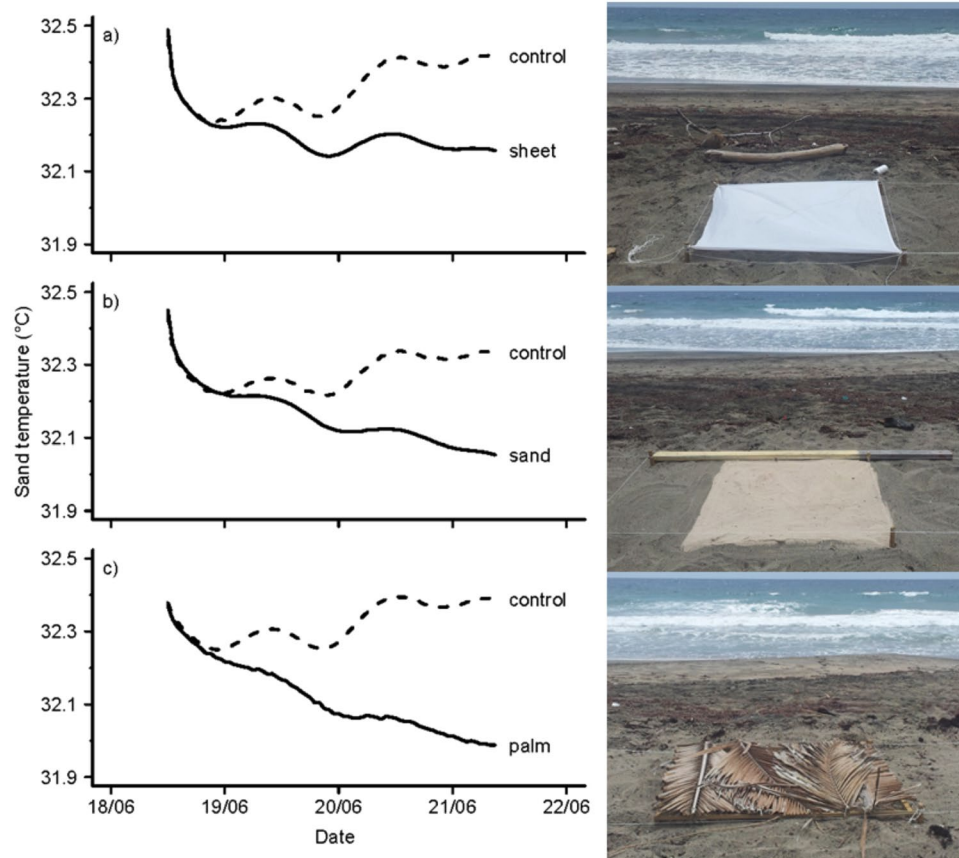 a)
32.5
32.3
32.1
31.9
control
sheet
b)
32.5
32.3
32.1
31.9
control
sand
c)
32.5
32.3
32.1
31.9
control
palm
Sand temperature (°C)
18/06 19/06 20/06 21/06 22/06
Date